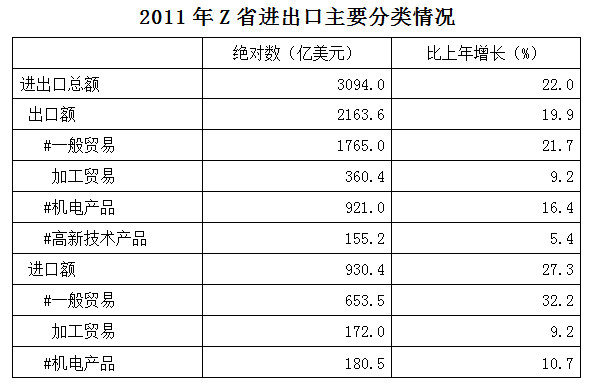 2011 年 Z 省进出口主要分类情况
绝对数（亿美元） 比上年增长（%）
进出口总额 3094.0 22.0
出口额 2163.6 19.9
#一般贸易 1765.0 21.7
加工贸易 360.4 9.2
#机电产品 921.0 16.4
#高新技术产品 155.2 5.4
进口额 930.4 27.3
#一般贸易 653.5 32.2
加工贸易 172.0 9.2
#机电产品 180.5 10.7